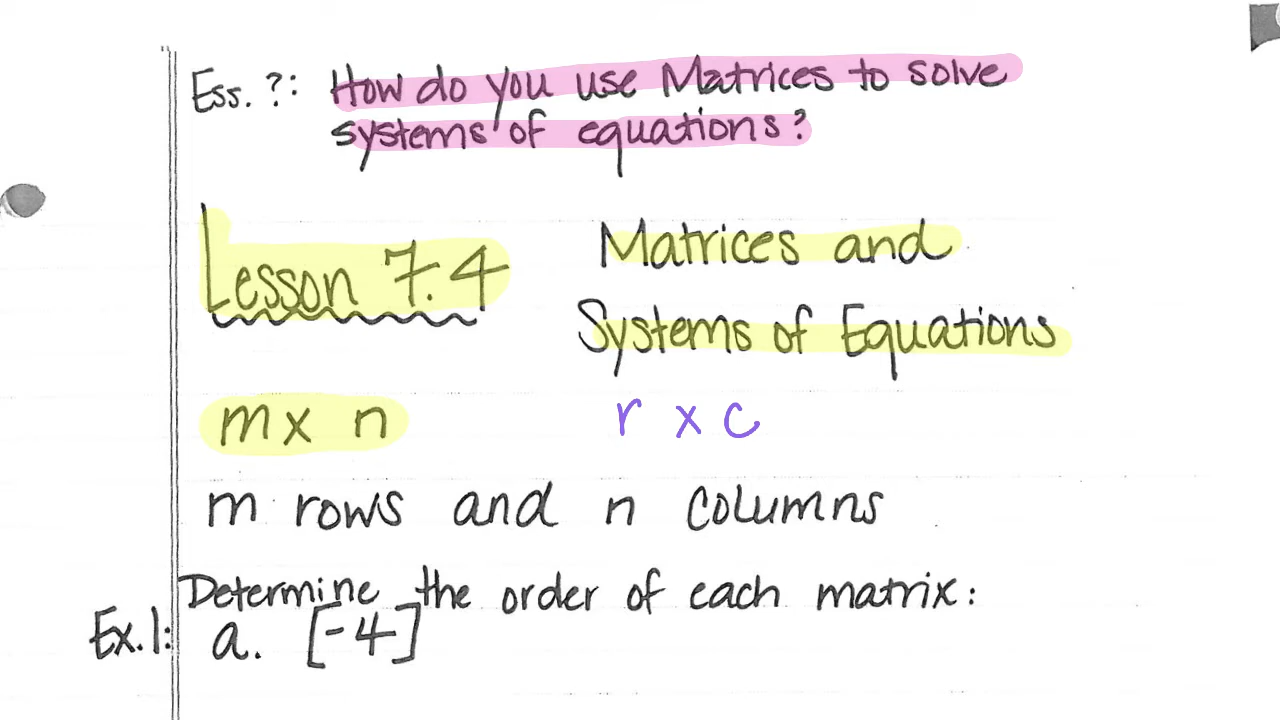 Ess. ?: How do you use Matrices to solve
systems of equations?
Lesson 7.4
Matrices and
Systems of Equations
m x n
r x c
m rows and n columns
Determine the order of each matrix:
Ex.1: a. [-4]